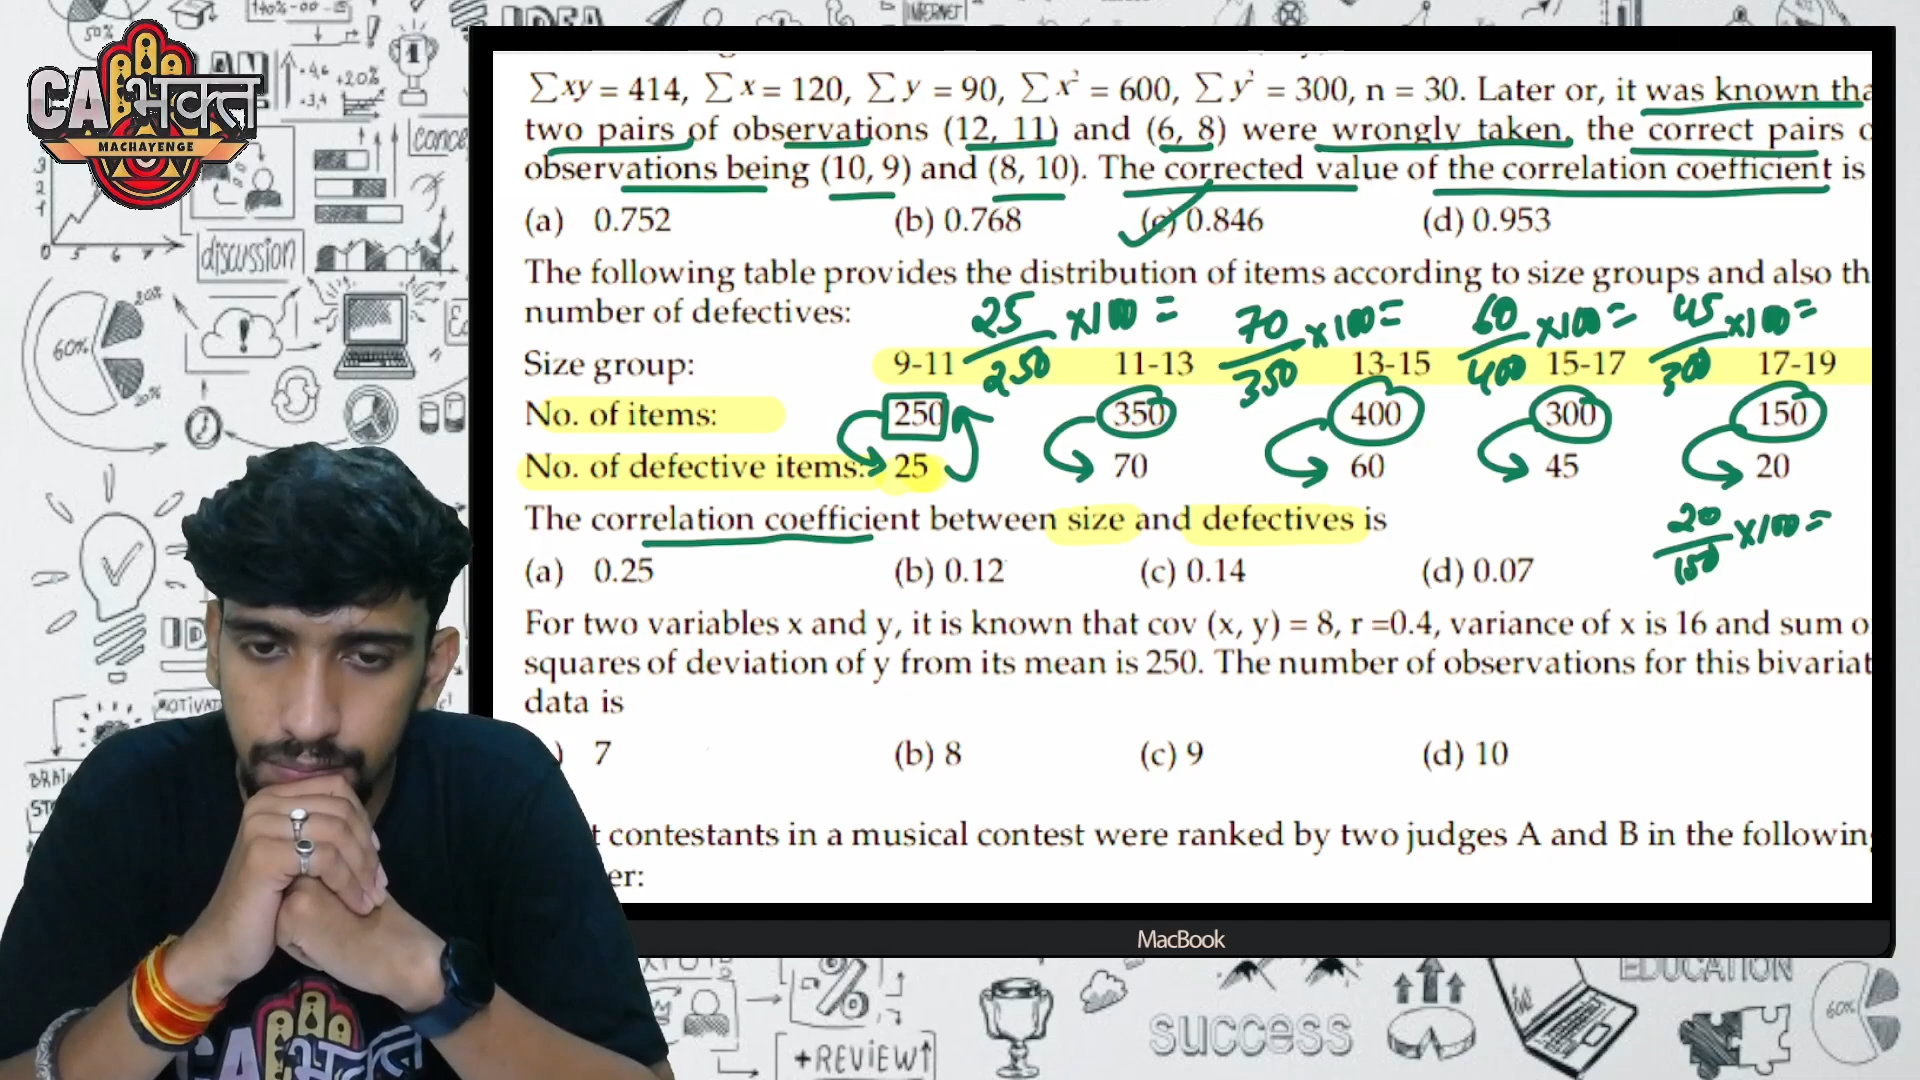 CA भक्त
MACHAYENGE
∑xy = 414, ∑x = 120, ∑y = 90, ∑x² = 600, ∑y² = 300, n = 30. Later or, it was known tha
two pairs of observations (12, 11) and (6, 8) were wrongly taken, the correct pairs o
observations being (10, 9) and (8, 10). The corrected value of the correlation coefficient is
(a) 0.752 (b) 0.768 (c) 0.846 (d) 0.953
The following table provides the distribution of items according to size groups and also th
number of defectives:
25/250 ×100 = 70/350 ×100= 60/400 ×100= 45/300 ×100=
Size group: 9-11 11-13 13-15 15-17 17-19
No. of items: 250 350 400 300 150
No. of defective items: 25 70 60 45 20
The correlation coefficient between size and defectives is
20/150 ×100=
(a) 0.25 (b) 0.12 (c) 0.14 (d) 0.07
For two variables x and y, it is known that cov (x, y) = 8, r =0.4, variance of x is 16 and sum o
squares of deviation of y from its mean is 250. The number of observations for this bivariat
data is
) 7 (b) 8 (c) 9 (d) 10
t contestants in a musical contest were ranked by two judges A and B in the following
er:
MacBook
IDEA
INTERNET
50%
+20%
discussion
20%
60%
20%
EDUCATION
success
+REVIEW
60%